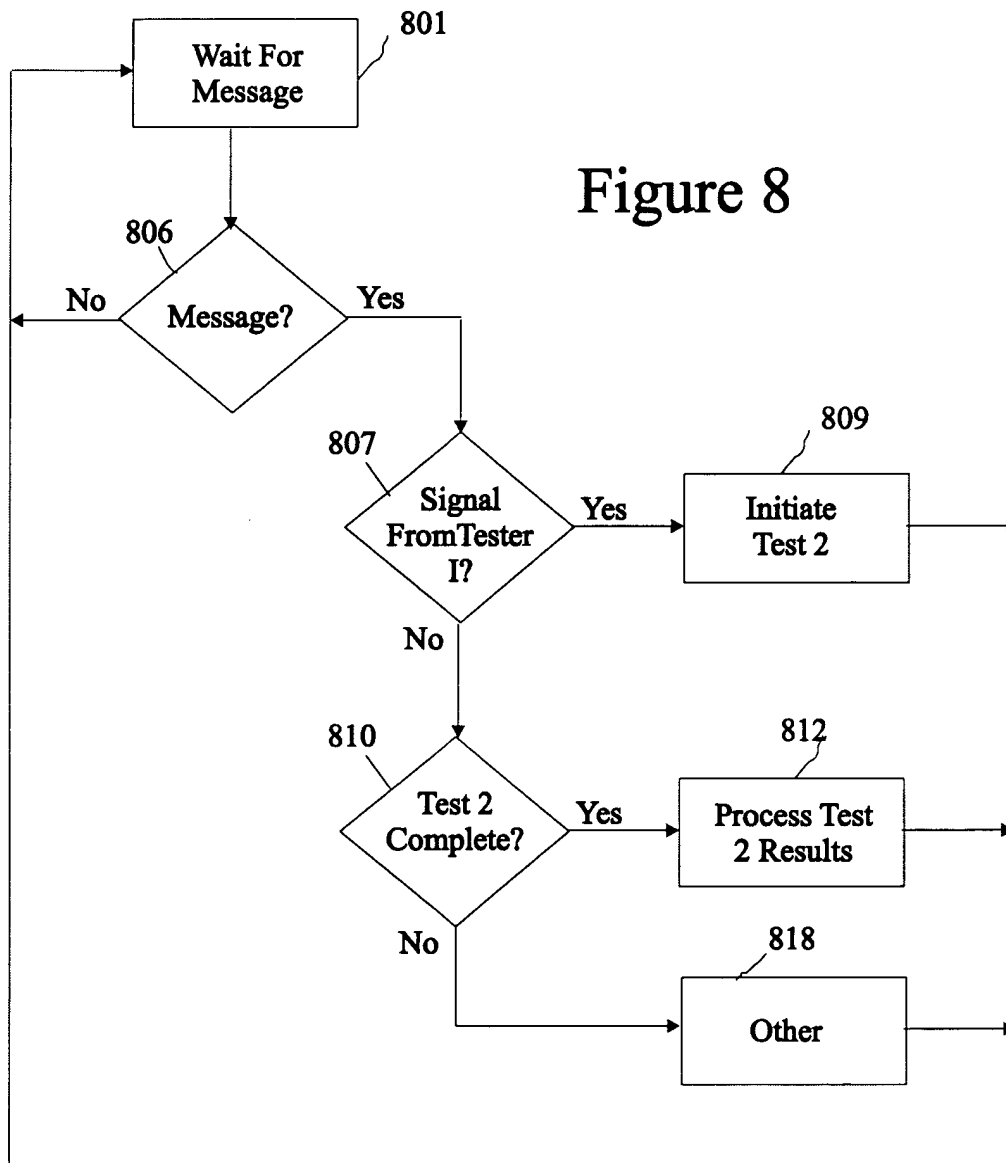 801
Wait For
Message
Figure 8
806
No
Message?
Yes
807
809
Signal
FromTester
I?
Yes
Initiate
Test 2
No
810
812
Test 2
Complete?
Yes
Process Test
2 Results
No
818
Other